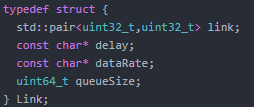 typedef struct {
  std::pair<uint32_t,uint32_t> link;
  const char* delay;
  const char* dataRate;
  uint64_t queueSize;
} Link;